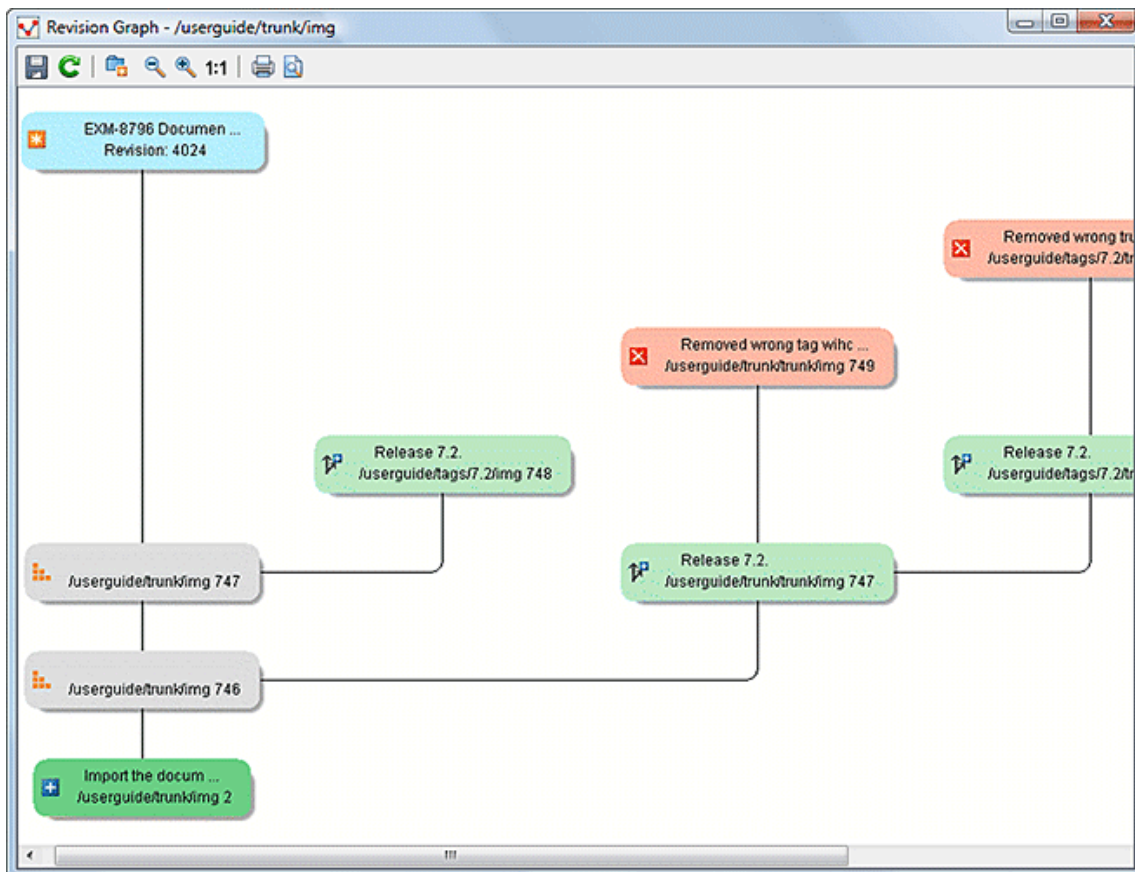 Revision Graph - /userguide/trunk/img
1:1
EXM-8796 Documen ...
Revision: 4024
Removed wrong tru
/userguide/tags/7.2/tr
Removed wrong tag wihc ...
/userguide/trunk/trunk/img 749
Release 7.2.
/userguide/tags/7.2/img 748
Release 7.2.
/userguide/tags/7.2/tr
/userguide/trunk/img 747
Release 7.2.
/userguide/trunk/trunk/img 747
/userguide/trunk/img 746
Import the docum ...
/userguide/trunk/img 2